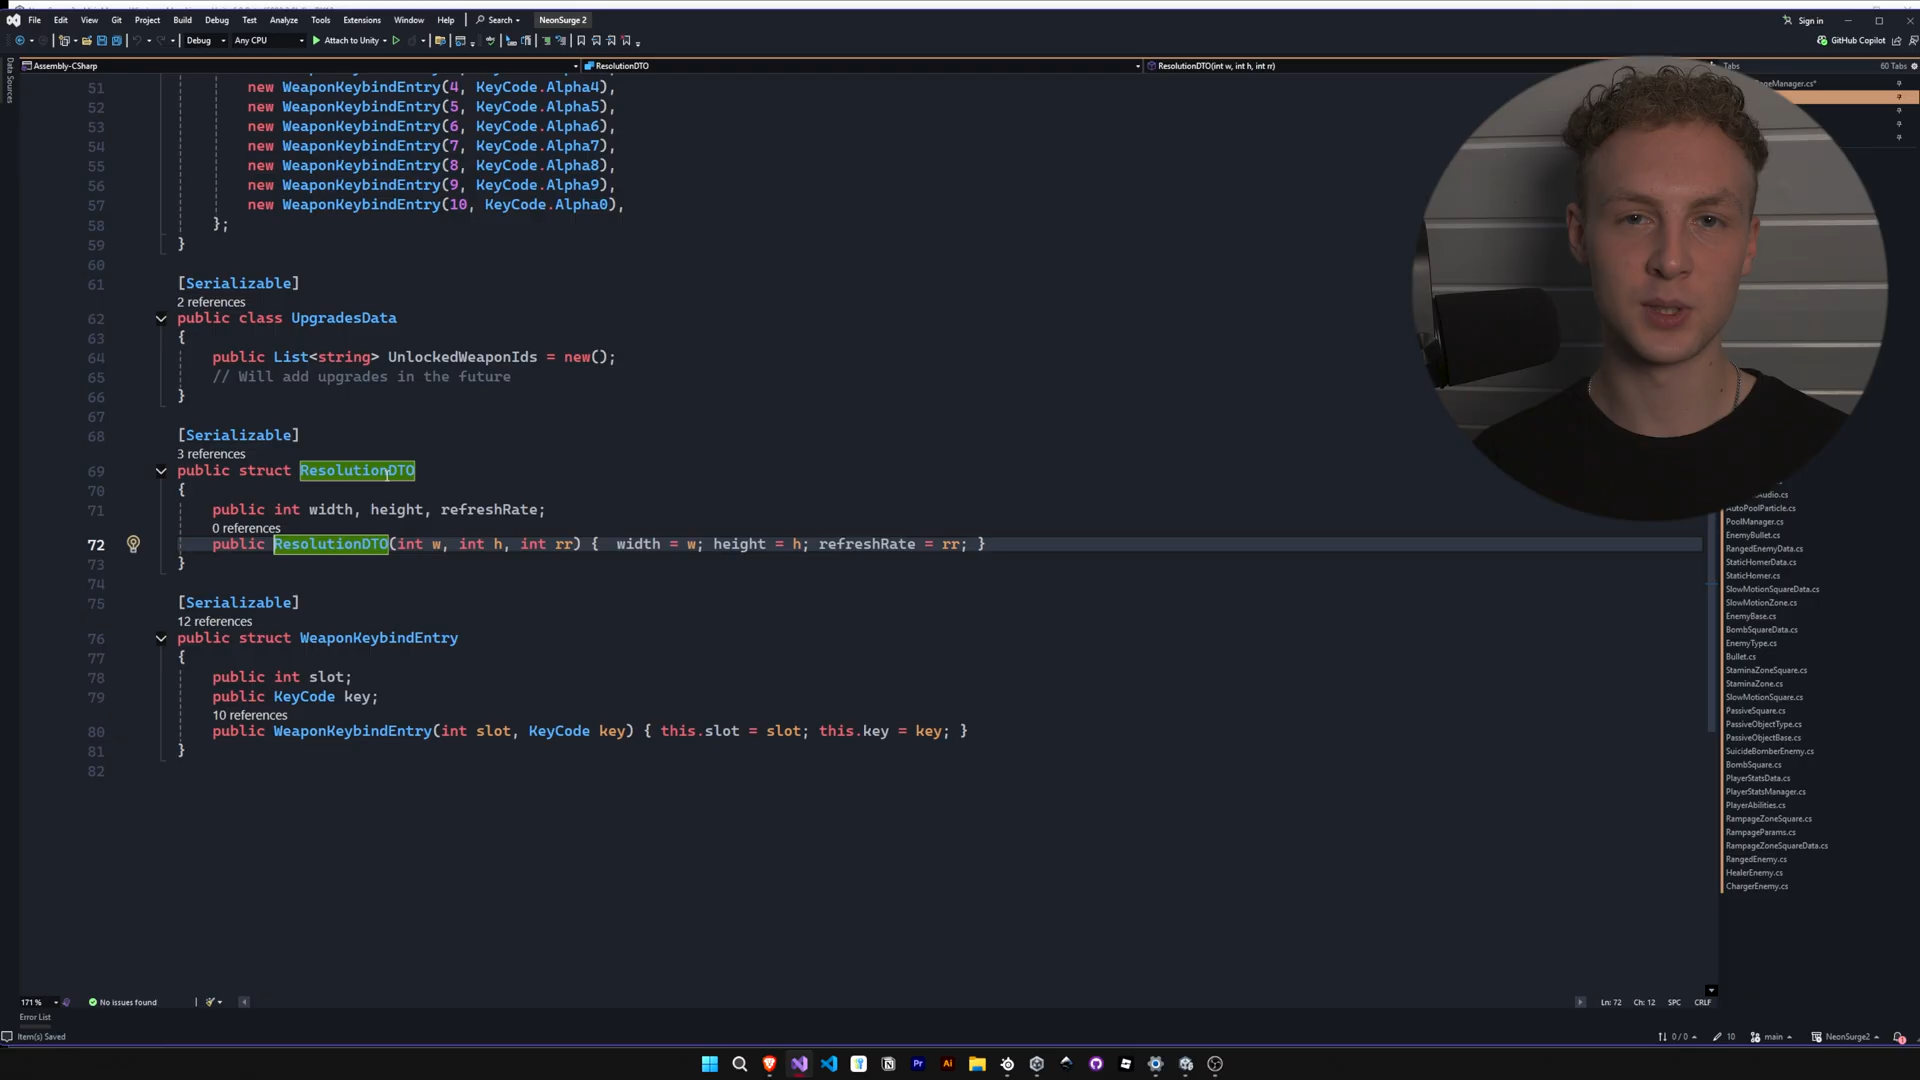 File Edit View Git Project Build Debug Test Analyze Tools Extensions Window Help Search NeonSurge 2 Sign in
Debug Any CPU Attach to Unity GitHub Copilot
Assembly-CSharp ResolutionDTO ResolutionDTO(int w, int h, int rr) Tabs 60 Tabs
Data Sources
51 new WeaponKeybindEntry(4, KeyCode.Alpha4),
52 new WeaponKeybindEntry(5, KeyCode.Alpha5),
53 new WeaponKeybindEntry(6, KeyCode.Alpha6),
54 new WeaponKeybindEntry(7, KeyCode.Alpha7),
55 new WeaponKeybindEntry(8, KeyCode.Alpha8),
56 new WeaponKeybindEntry(9, KeyCode.Alpha9),
57 new WeaponKeybindEntry(10, KeyCode.Alpha0),
58 };
59 }
60
61 [Serializable]
2 references
62 public class UpgradesData
63 {
64 public List<string> UnlockedWeaponIds = new();
65 // Will add upgrades in the future
66 }
67
68 [Serializable]
3 references
69 public struct ResolutionDTO
70 {
71 public int width, height, refreshRate;
0 references
72 public ResolutionDTO(int w, int h, int rr) { width = w; height = h; refreshRate = rr; }
73 }
74
75 [Serializable]
12 references
76 public struct WeaponKeybindEntry
77 {
78 public int slot;
79 public KeyCode key;
10 references
80 public WeaponKeybindEntry(int slot, KeyCode key) { this.slot = slot; this.key = key; }
81 }
82
AutoPoolParticle.cs
PoolManager.cs
EnemyBullet.cs
RangedEnemyData.cs
StaticHomerData.cs
StaticHomer.cs
SlowMotionSquareData.cs
SlowMotionZone.cs
EnemyBase.cs
BombSquareData.cs
EnemyType.cs
Bullet.cs
StaminaZoneSquare.cs
StaminaZone.cs
SlowMotionSquare.cs
PassiveSquare.cs
PassiveObjectType.cs
PassiveObjectBase.cs
SuicideBomberEnemy.cs
BombSquare.cs
PlayerStatsData.cs
PlayerStatsManager.cs
PlayerAbilities.cs
RampageZoneSquare.cs
RampageParams.cs
RampageZoneSquareData.cs
RangedEnemy.cs
HealerEnemy.cs
ChargerEnemy.cs
171 % No issues found Ln: 72 Ch: 12 SPC CRLF
Error List
Item(s) Saved 0 / 0 10 main NeonSurge2